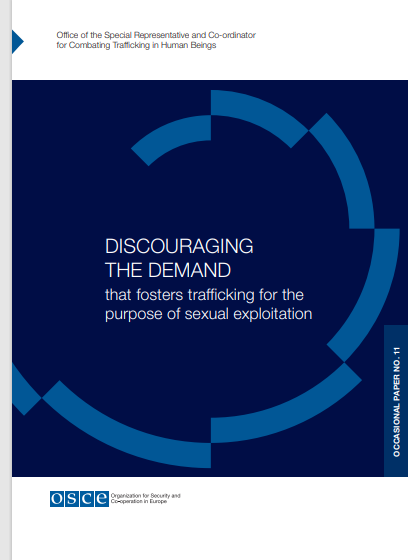 Office of the Special Representative and Co-ordinator
for Combating Trafficking in Human Beings
DISCOURAGING
THE DEMAND
that fosters trafficking for the
purpose of sexual exploitation
OCCASIONAL PAPER NO. 11
osce
Organization for Security and
Co-operation in Europe